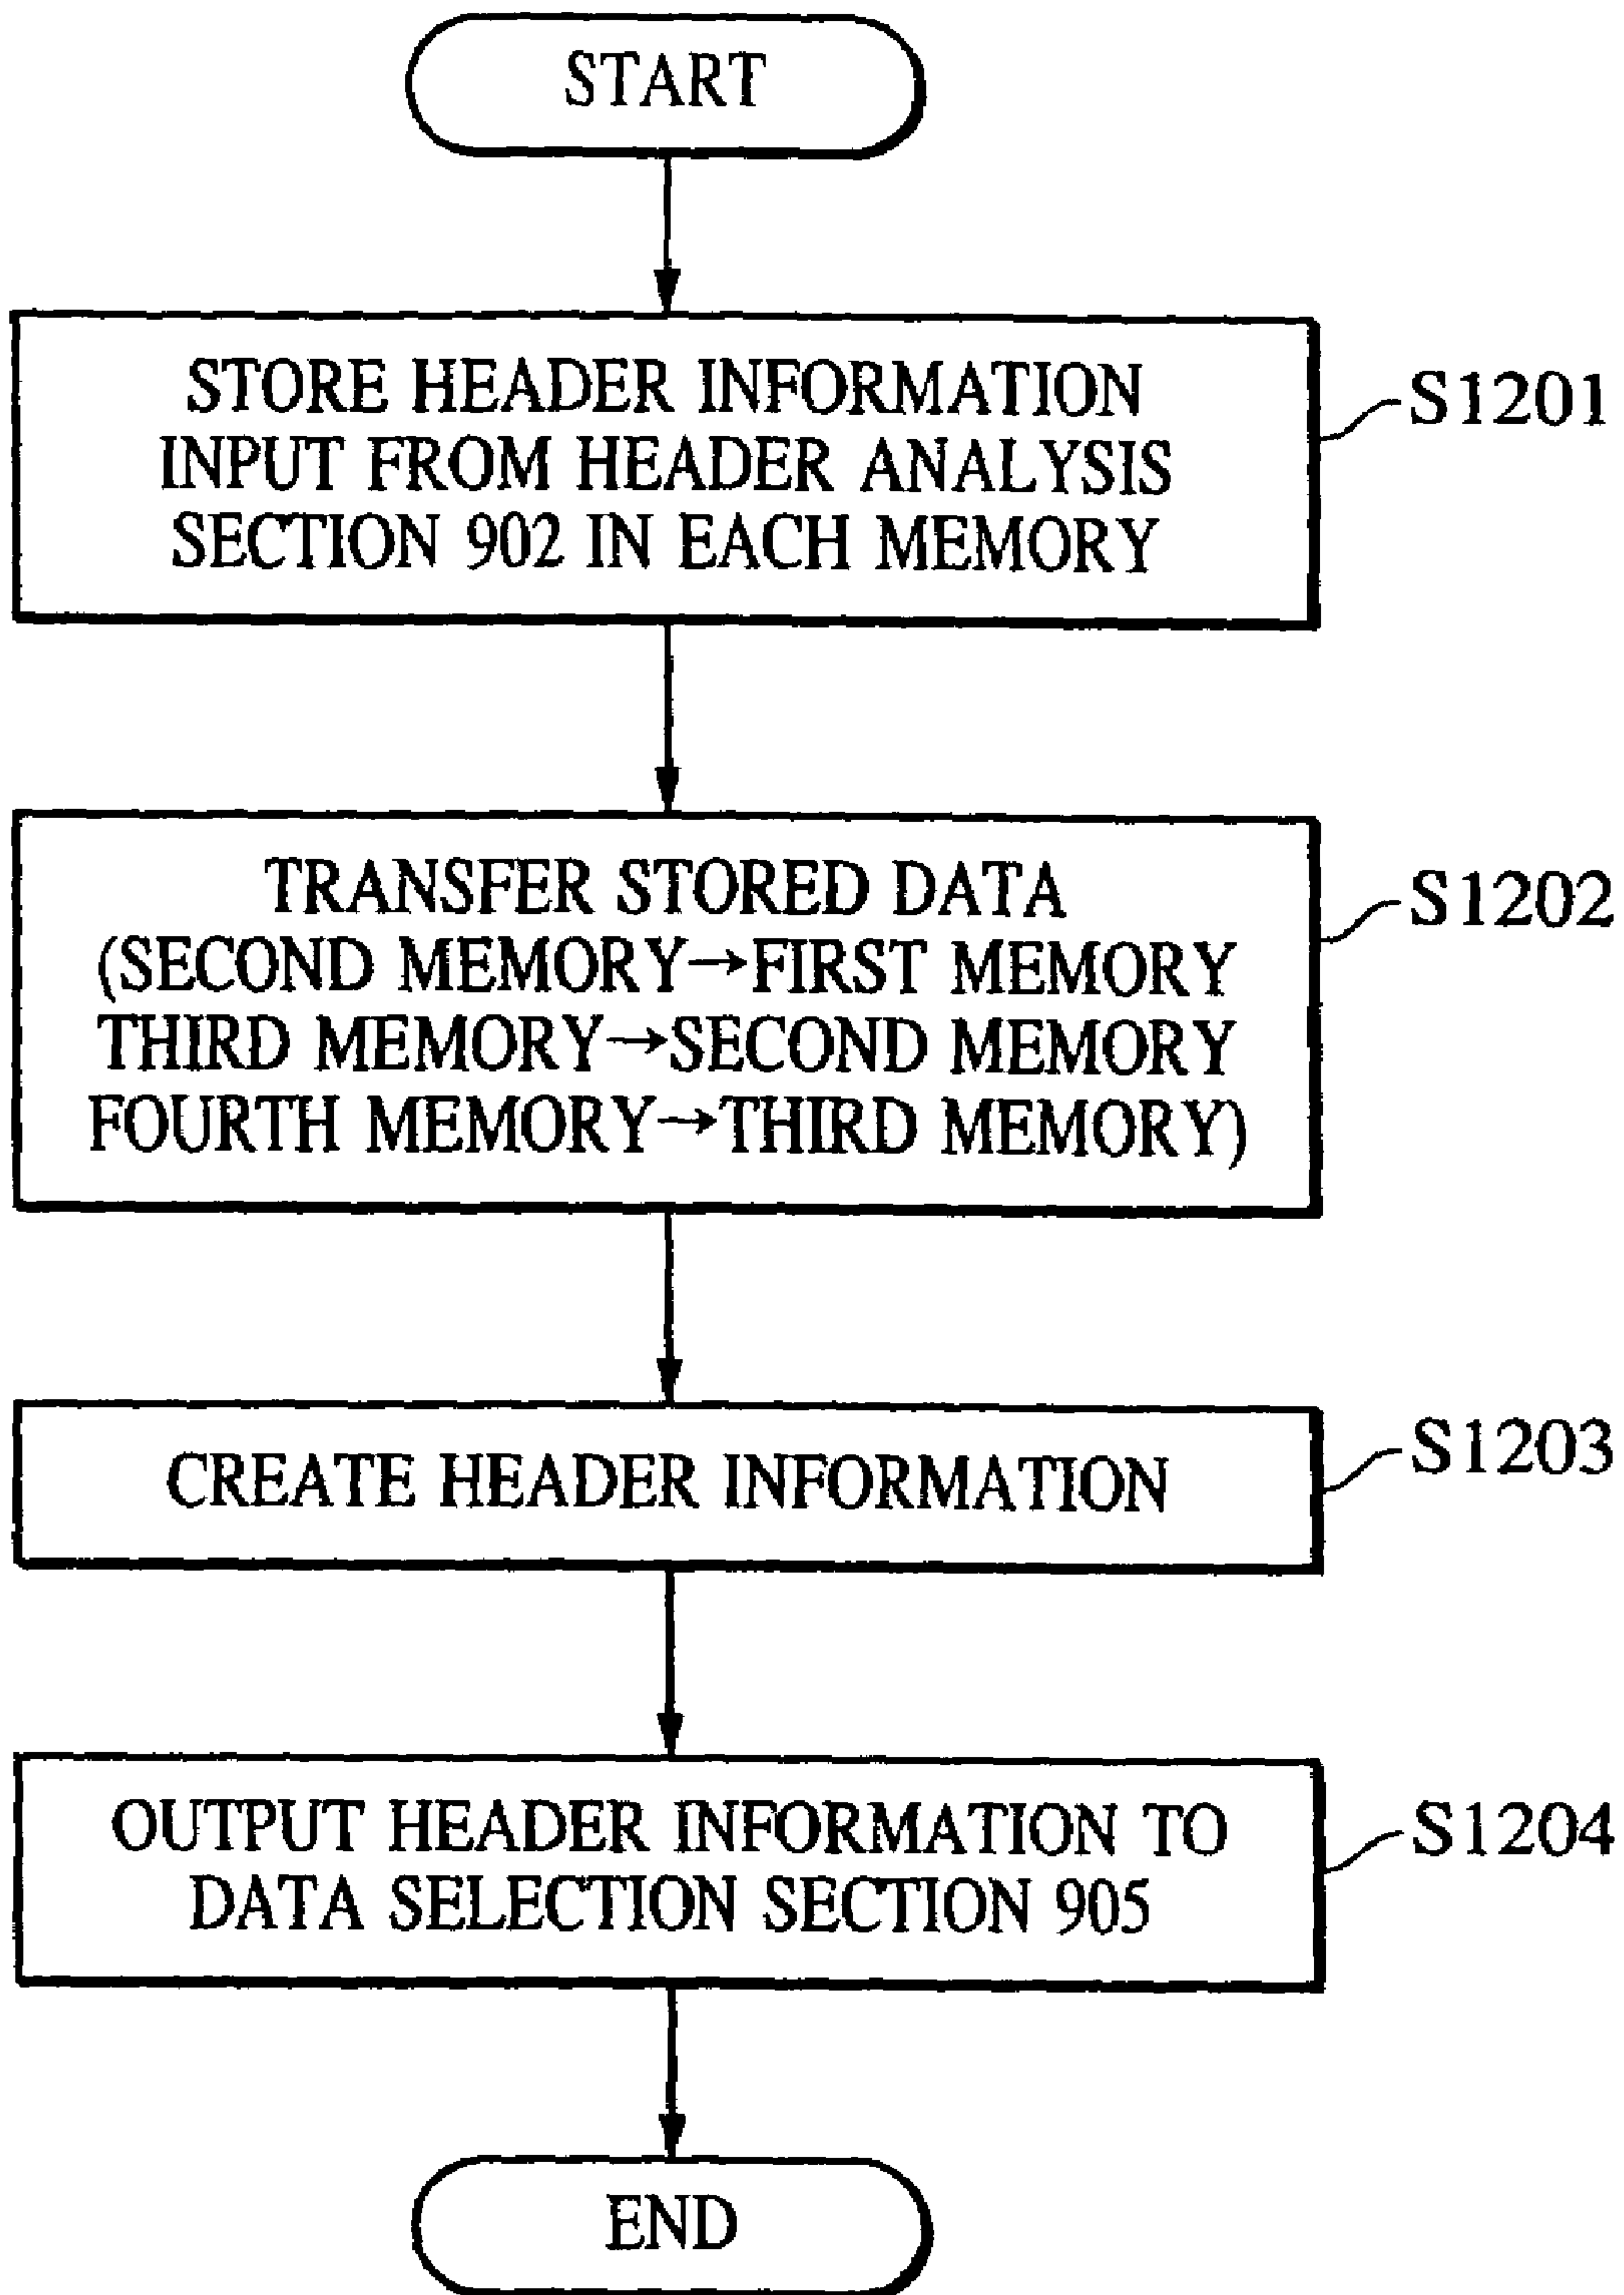 START
STORE HEADER INFORMATION
INPUT FROM HEADER ANALYSIS
SECTION 902 IN EACH MEMORY
S1201
TRANSFER STORED DATA
(SECOND MEMORY→FIRST MEMORY
THIRD MEMORY→SECOND MEMORY
FOURTH MEMORY→THIRD MEMORY)
S1202
CREATE HEADER INFORMATION
S1203
OUTPUT HEADER INFORMATION TO
DATA SELECTION SECTION 905
S1204
END